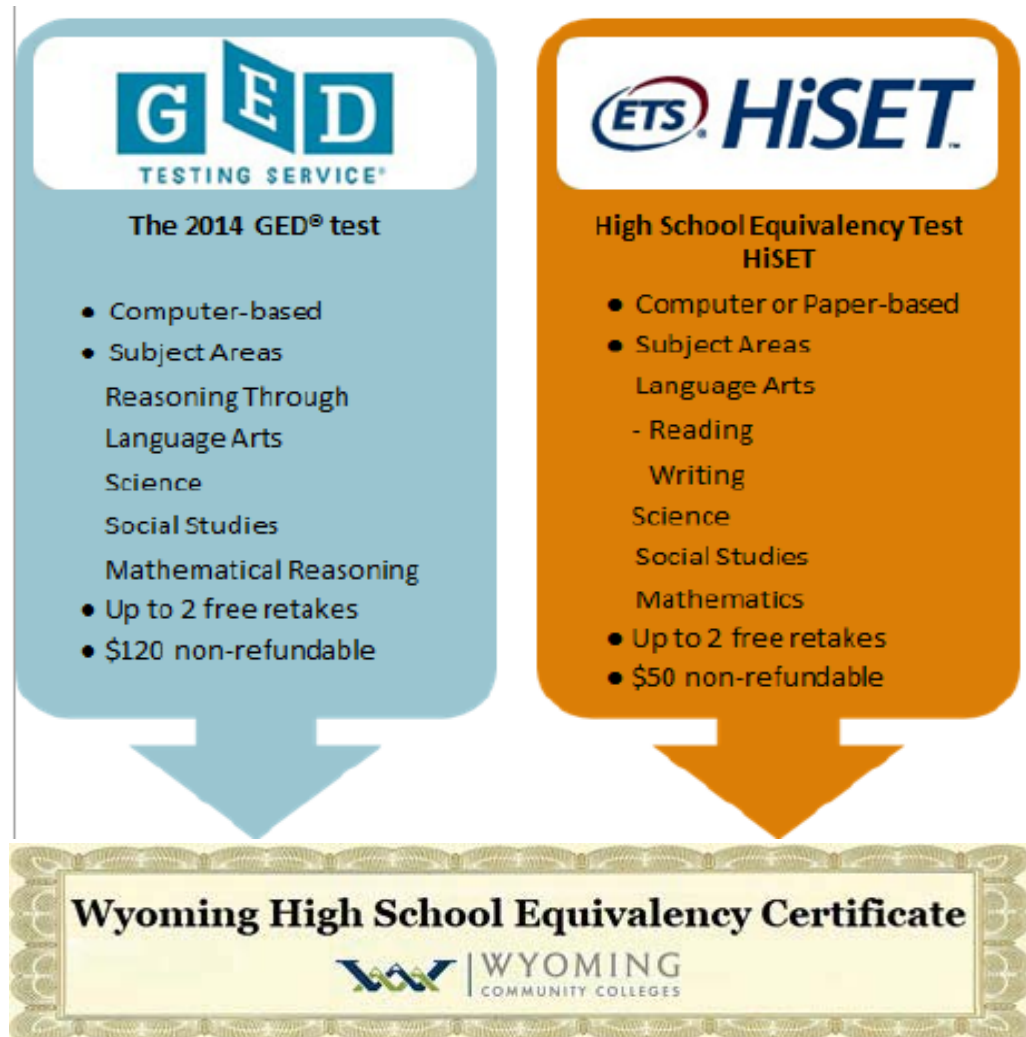 GED
TESTING SERVICE®
The 2014 GED® test
● Computer-based
● Subject Areas
Reasoning Through
Language Arts
Science
Social Studies
Mathematical Reasoning
● Up to 2 free retakes
● $120 non-refundable
ETS® HiSET™
High School Equivalency Test
HiSET
● Computer or Paper-based
● Subject Areas
Language Arts
- Reading
Writing
Science
Social Studies
Mathematics
● Up to 2 free retakes
● $50 non-refundable
Wyoming High School Equivalency Certificate
WYOMING
COMMUNITY COLLEGES